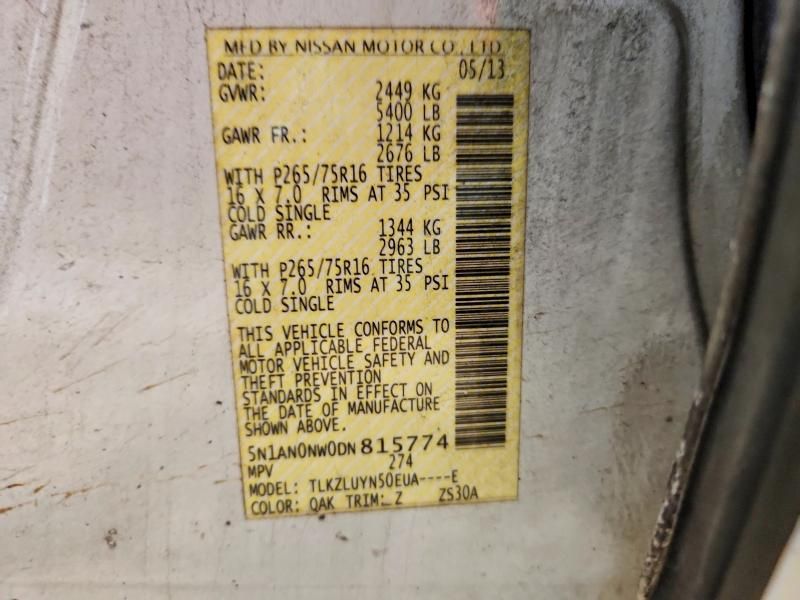 MFD BY NISSAN MOTOR CO., LTD.
DATE: 05/13
GVWR: 2449 KG
5400 LB
GAWR FR.: 1214 KG
2676 LB
WITH P265/75R16 TIRES
16 X 7.0 RIMS AT 35 PSI
COLD SINGLE
GAWR RR.: 1344 KG
2963 LB
WITH P265/75R16 TIRES
16 X 7.0 RIMS AT 35 PSI
COLD SINGLE
THIS VEHICLE CONFORMS TO
ALL APPLICABLE FEDERAL
MOTOR VEHICLE SAFETY AND
THEFT PREVENTION
STANDARDS IN EFFECT ON
THE DATE OF MANUFACTURE
SHOWN ABOVE.
5N1AN0NW0DN815774
MPV 274
MODEL: TLKZLUYN50EUA----E
COLOR: QAK TRIM: Z ZS30A